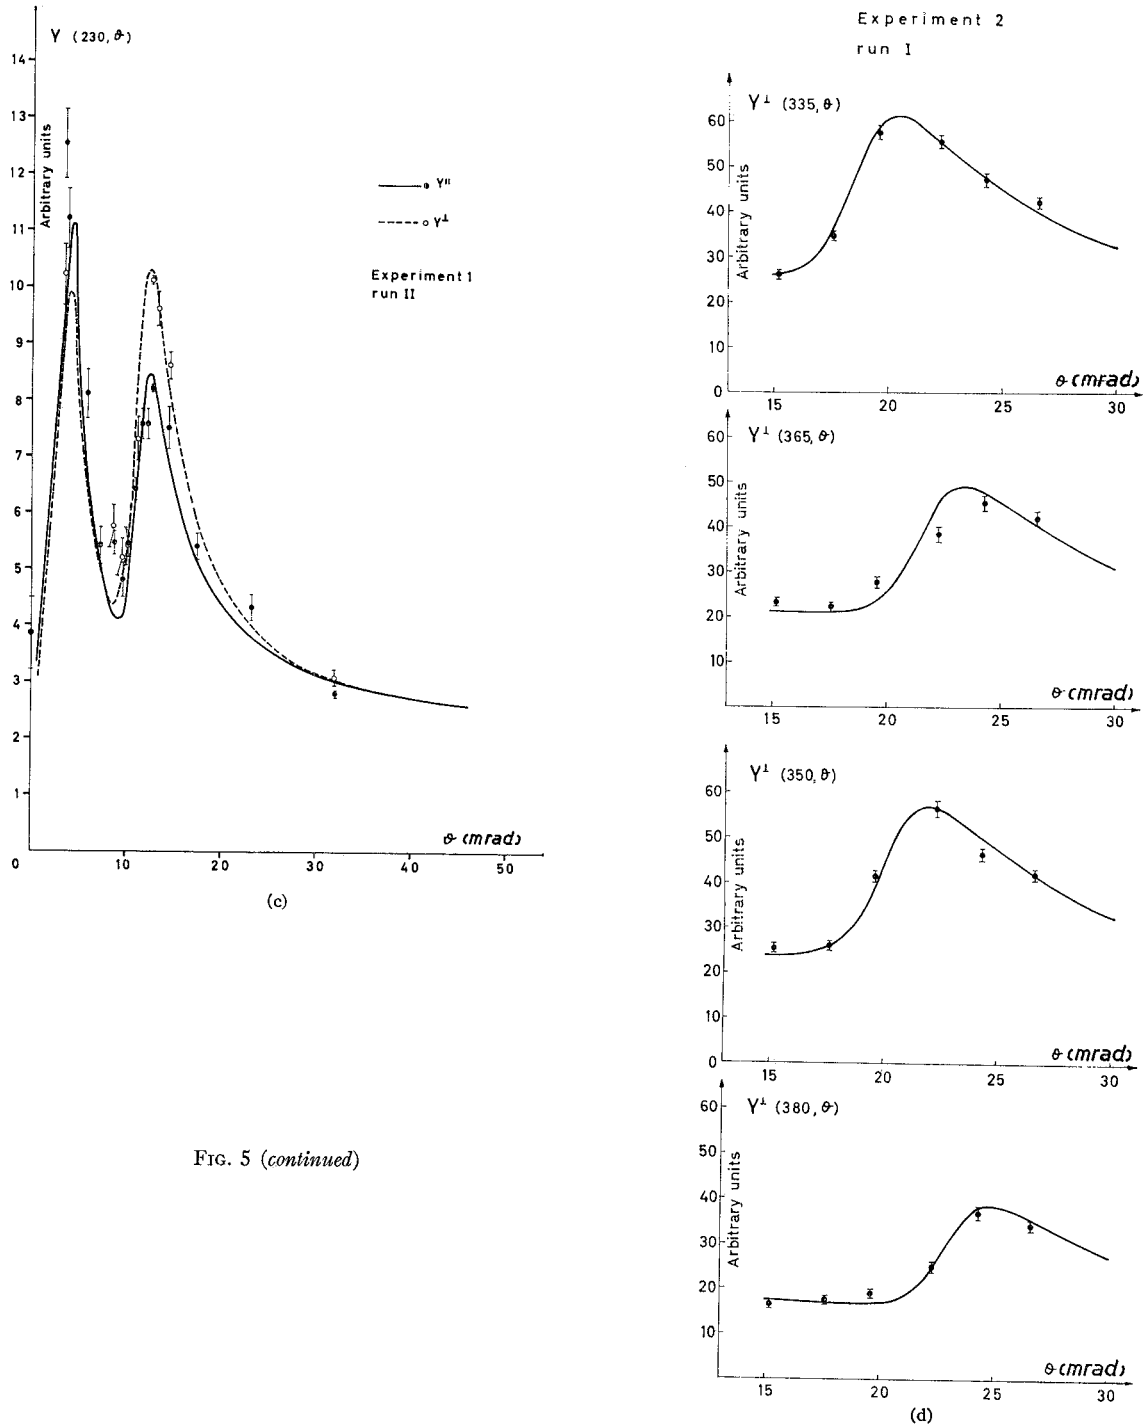 Y (230, ϑ)
14
13
12
11
10
9
8
7
6
5
4
3
2
1
0
10
20
30
40
50
Arbitrary units
Y"
Y⊥
Experiment 1
run II
ϑ (mrad)
(c)
FIG. 5 (continued)
Experiment 2
run I
Y⊥ (335, ϑ)
60
50
40
30
20
10
0
Arbitrary units
ϑ (mrad)
15
20
25
30
Y⊥ (365, ϑ)
60
50
40
30
20
10
Arbitrary units
ϑ (mrad)
15
20
25
30
Y⊥ (350, ϑ)
60
50
40
30
20
10
0
Arbitrary units
ϑ (mrad)
15
20
25
30
Y⊥ (380, ϑ)
60
50
40
30
20
10
Arbitrary units
ϑ (mrad)
15
20
25
30
(d)